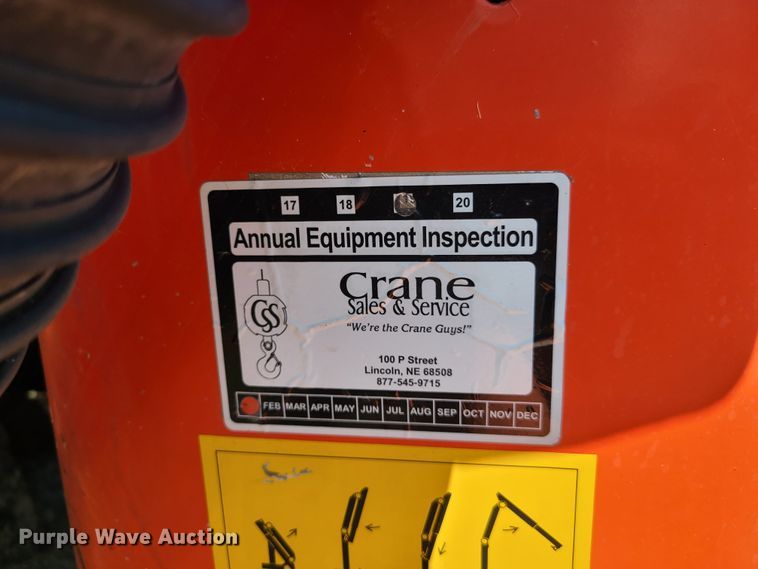 17 18 20
Annual Equipment Inspection
CSS
Crane
Sales & Service
"We're the Crane Guys!"
100 P Street
Lincoln, NE 68508
877-545-9715
FEB MAR APR MAY JUN JUL AUG SEP OCT NOV DEC
Purple Wave Auction